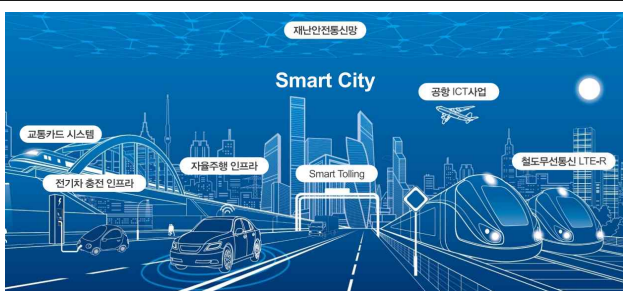 재난안전통신망
Smart City
공항 ICT사업
교통카드 시스템
자율주행 인프라
철도무선통신 LTE-R
Smart Tolling
전기차 충전 인프라